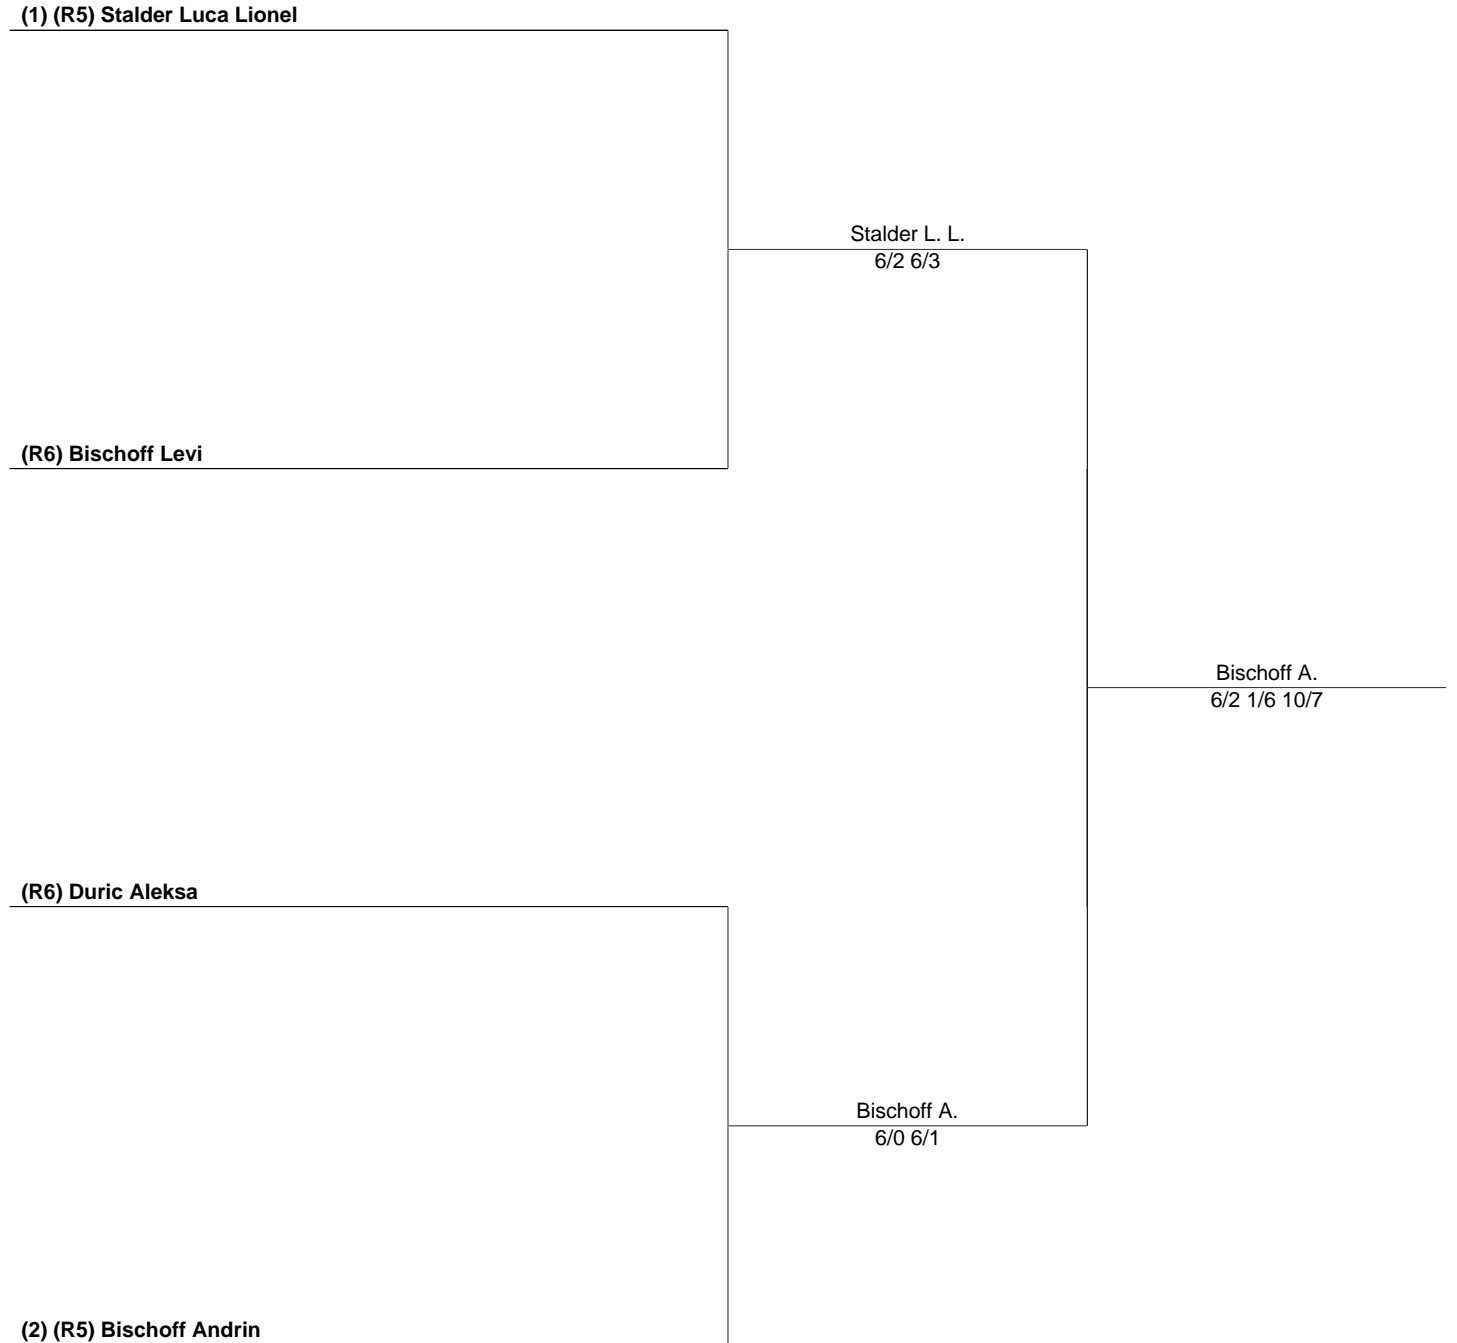 (1) (R5) Stalder Luca Lionel
Stalder L. L.
6/2 6/3
(R6) Bischoff Levi
Bischoff A.
6/2 1/6 10/7
(R6) Duric Aleksa
Bischoff A.
6/0 6/1
(2) (R5) Bischoff Andrin